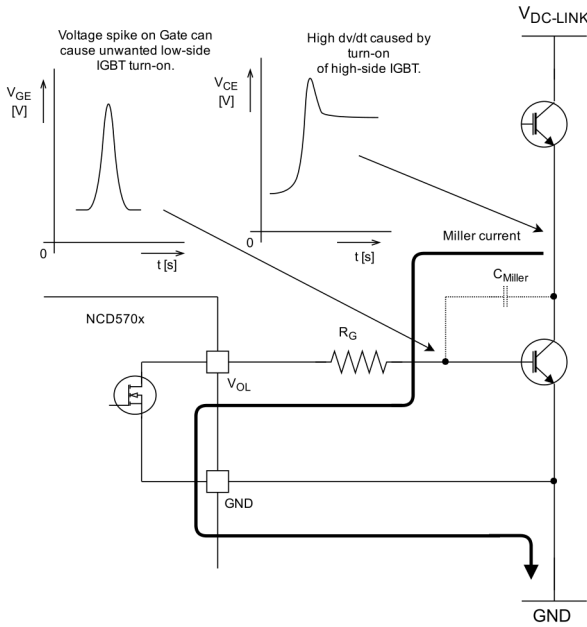 V_DC-LINK
Voltage spike on Gate can
cause unwanted low-side
IGBT turn-on.
High dv/dt caused by
turn-on
of high-side IGBT.
V_GE
[V]
0
t [s]
V_CE
[V]
0
t [s]
Miller current
C_Miller
NCD570x
R_G
V_OL
GND
GND